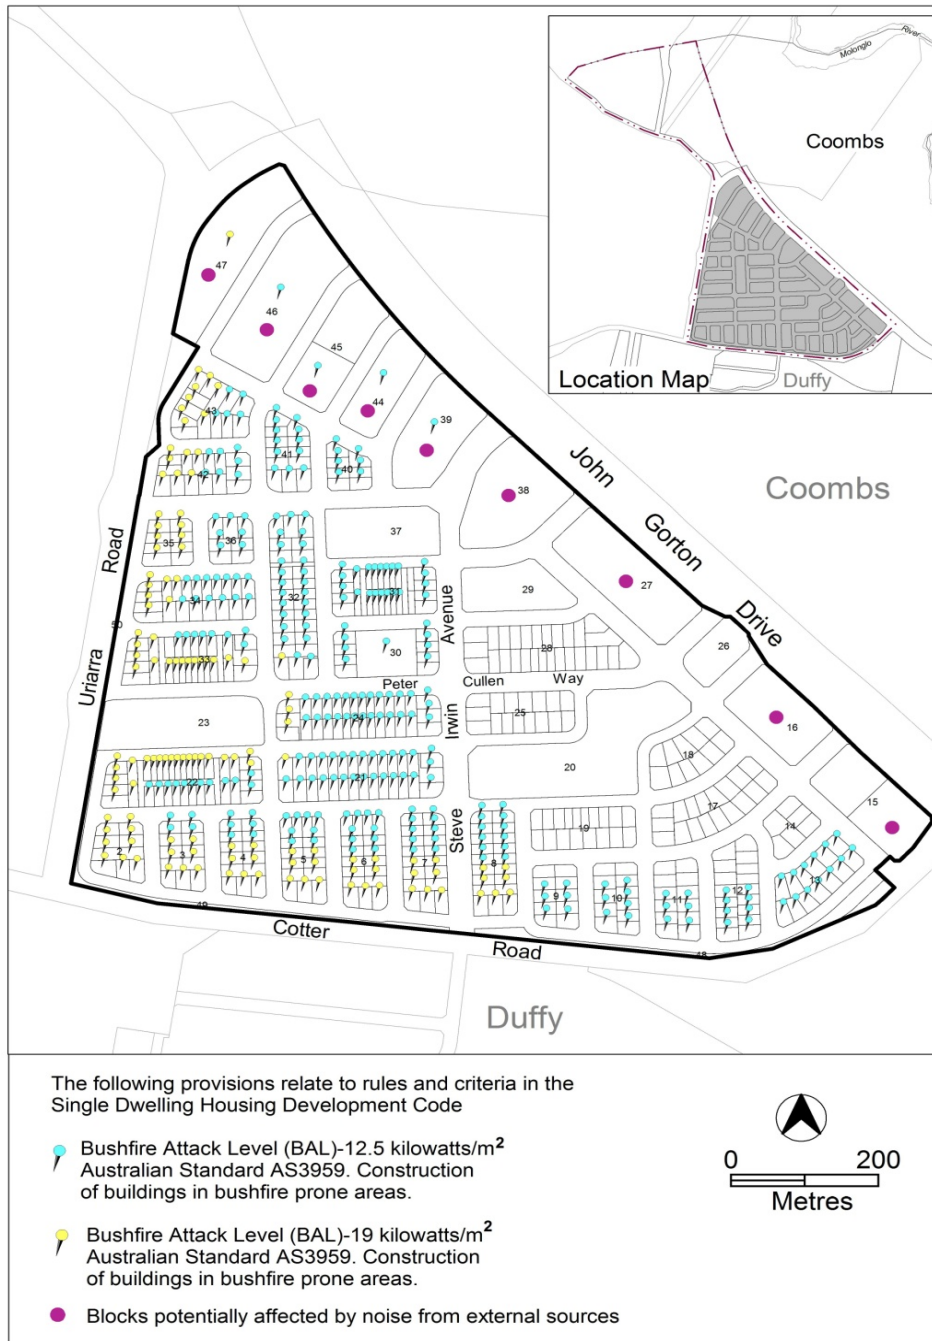 River
Molonglo
Coombs
Location Map
Duffy
47
46
45
44
39
43
41
40
42
38
John
Coombs
Gorton
Drive
35
36
37
Road
27
32
31
34
29
Avenue
50
26
28
33
30
Uriarra
Peter
Cullen
Way
16
23
24
Irwin
25
18
20
22
21
15
17
Steve
19
14
2
3
4
5
6
7
8
13
9
10
11
12
49
Cotter
Road
48
Duffy
The following provisions relate to rules and criteria in the
Single Dwelling Housing Development Code
Bushfire Attack Level (BAL)-12.5 kilowatts/m²
Australian Standard AS3959. Construction
of buildings in bushfire prone areas.
Bushfire Attack Level (BAL)-19 kilowatts/m²
Australian Standard AS3959. Construction
of buildings in bushfire prone areas.
Blocks potentially affected by noise from external sources
0
200
Metres